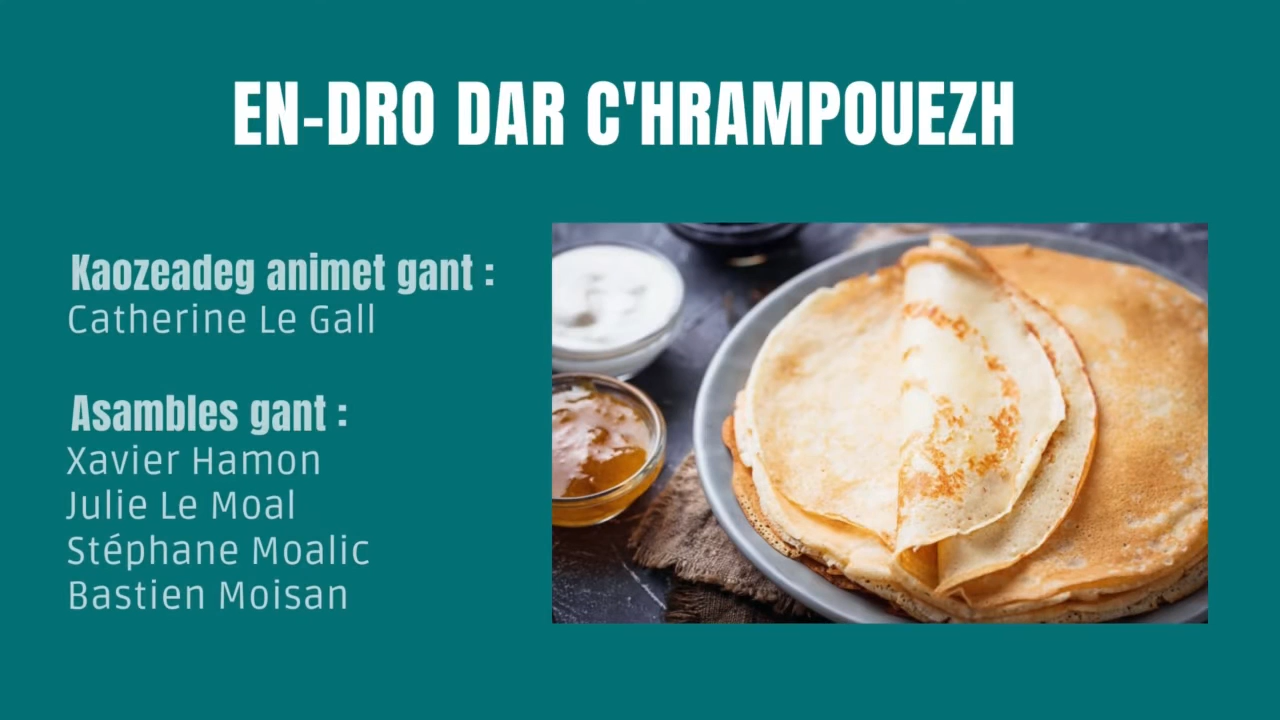 EN-DRO DAR C'HRAMPOUEZH
Kaozeadeg animet gant :
Catherine Le Gall
Asambles gant :
Xavier Hamon
Julie Le Moal
Stéphane Moalic
Bastien Moisan